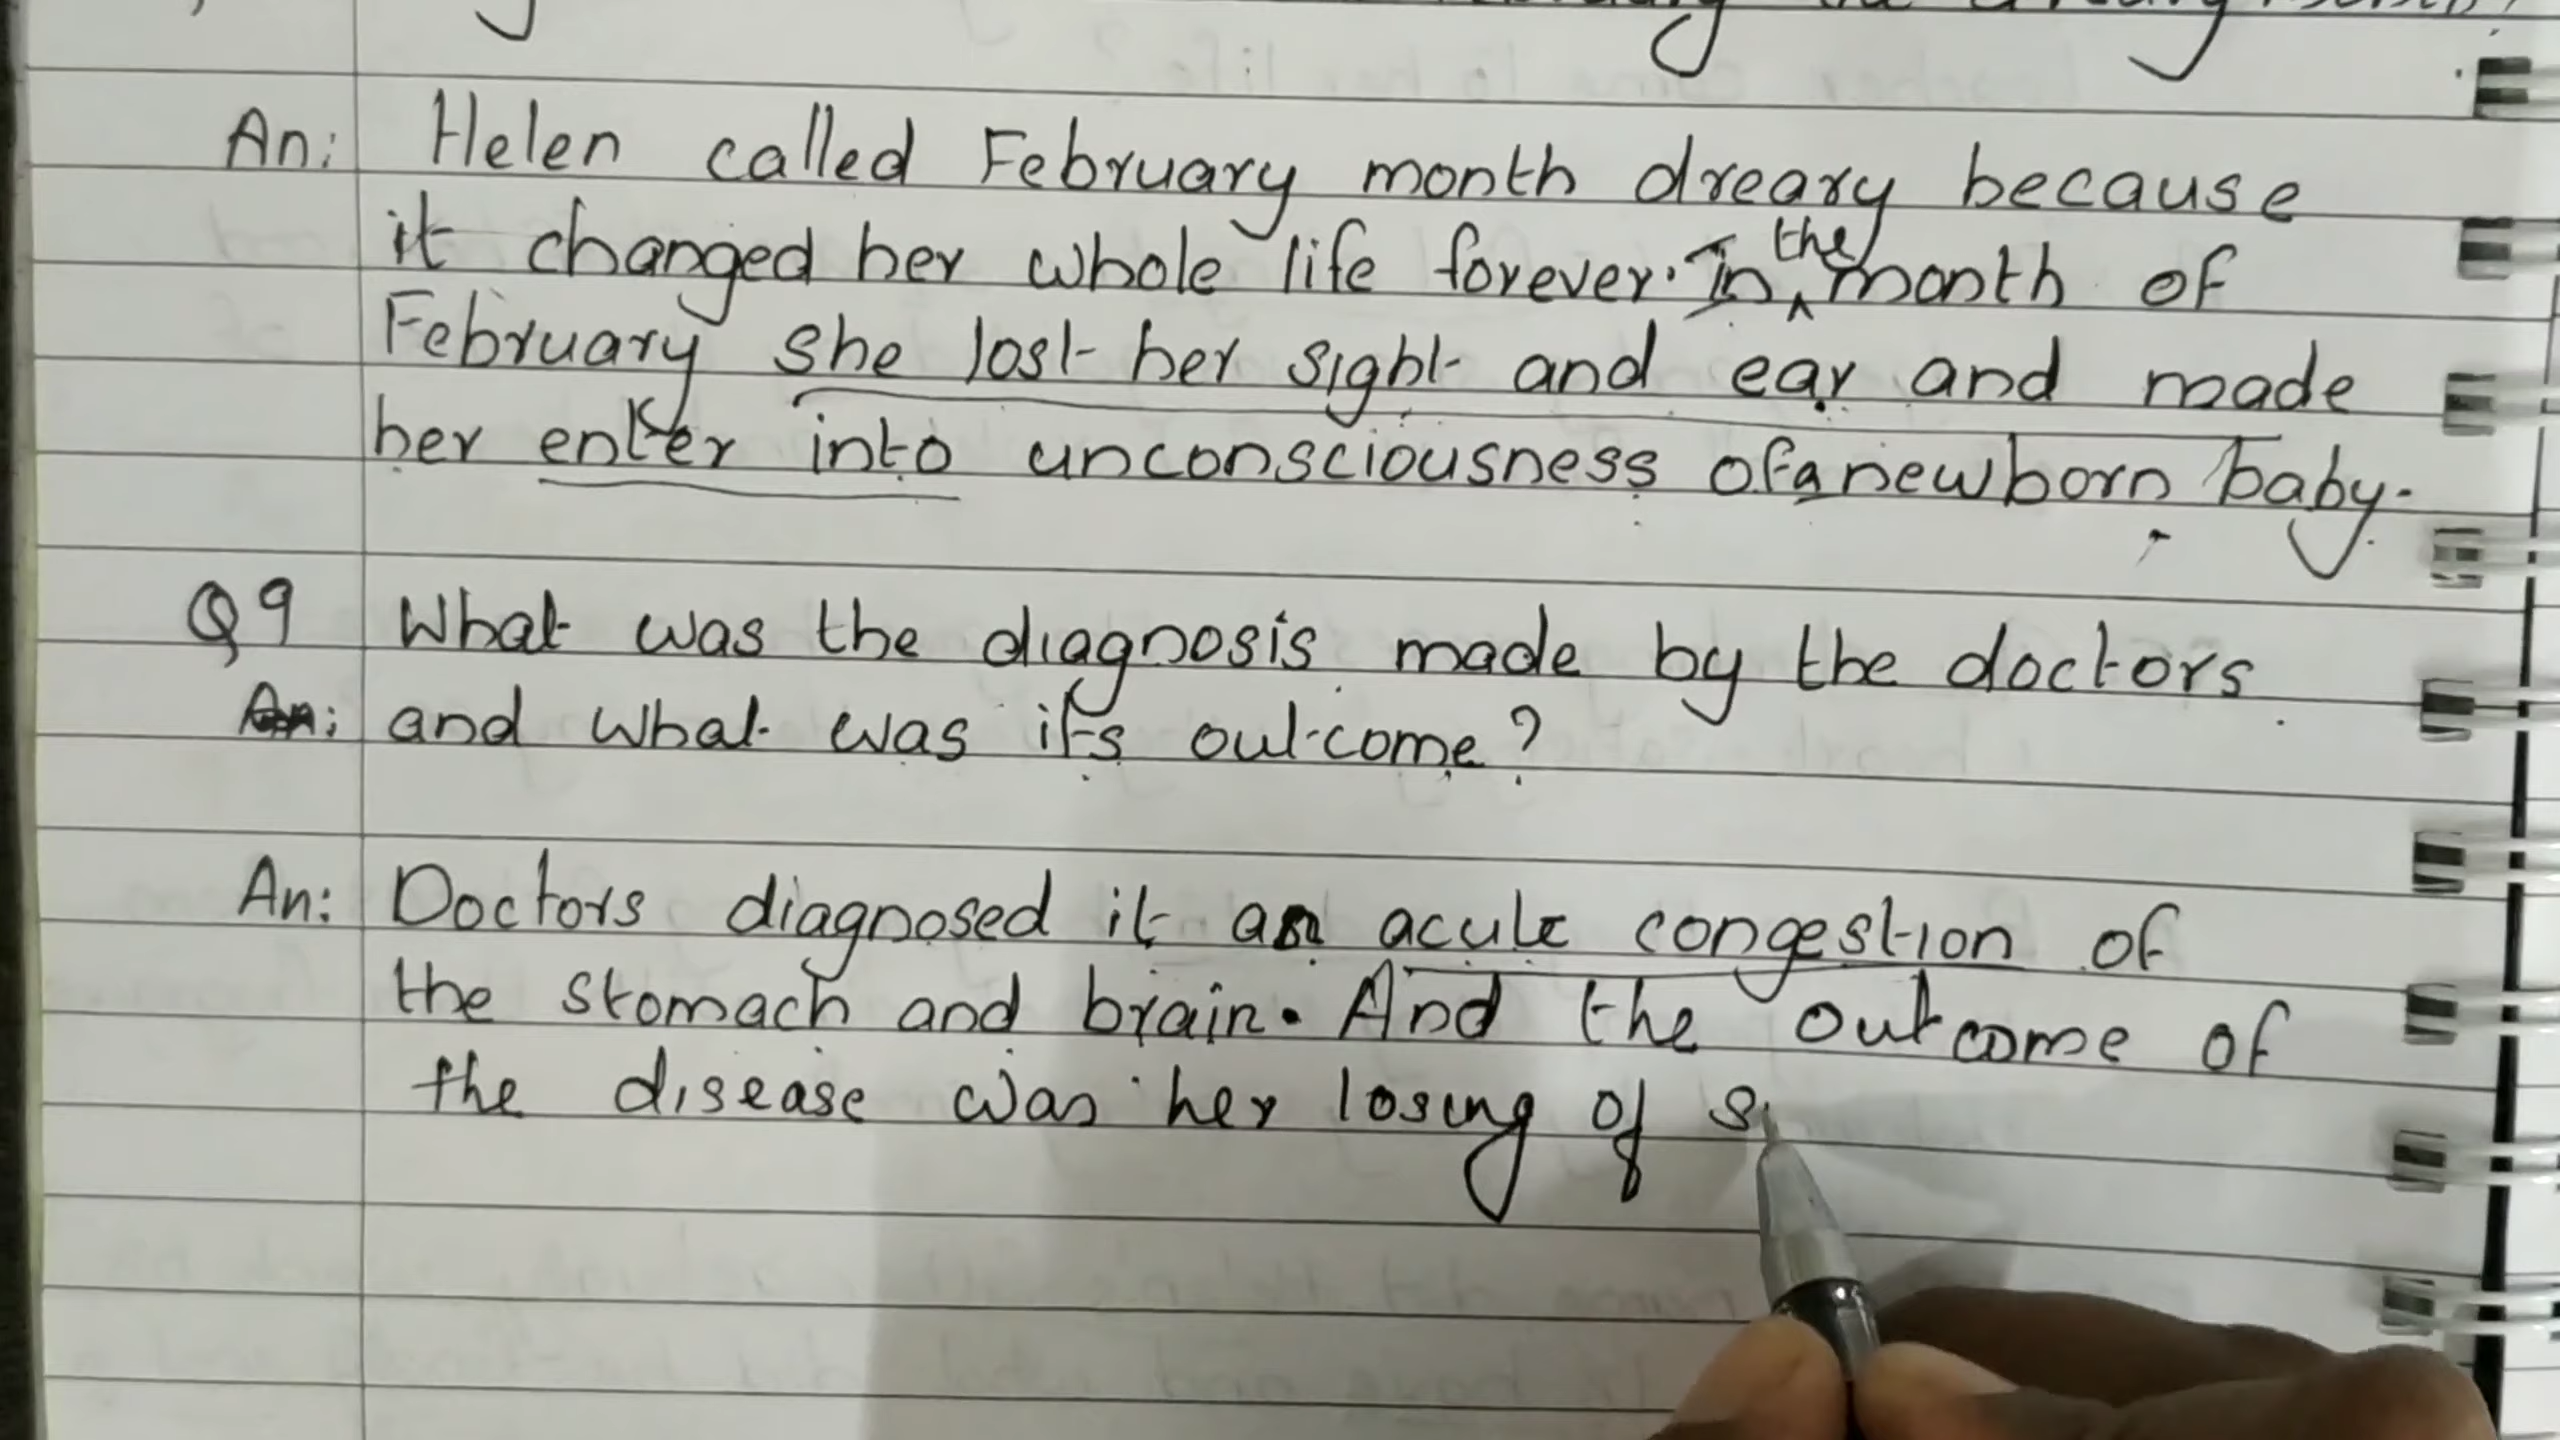 An: Helen called February month dreary because
it changed her whole life forever. In the month of
February she lost her sight and ear and made
her enter into unconsciousness of a newborn baby.
Q9 What was the diagnosis made by the doctors
An: and what was its outcome?
An: Doctors diagnosed it as acute congestion of
the stomach and brain. And the outcome of
the disease was her losing of s